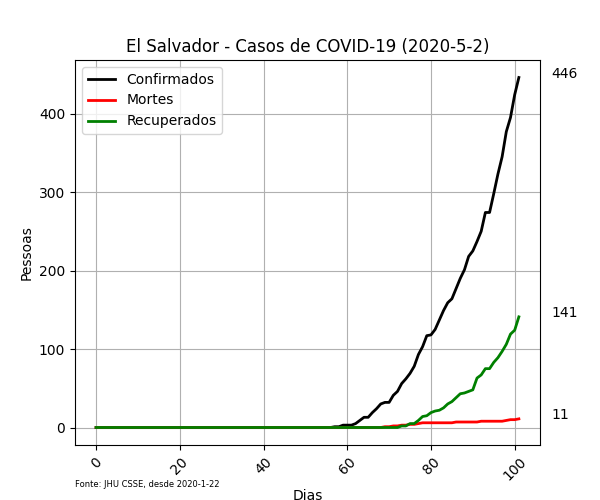 El Salvador - Casos de COVID-19 (2020-5-2)
Confirmados
Mortes
Recuperados
446
141
11
400
300
200
100
0
Pessoas
0 20 40 60 80 100
Dias
Fonte: JHU CSSE, desde 2020-1-22